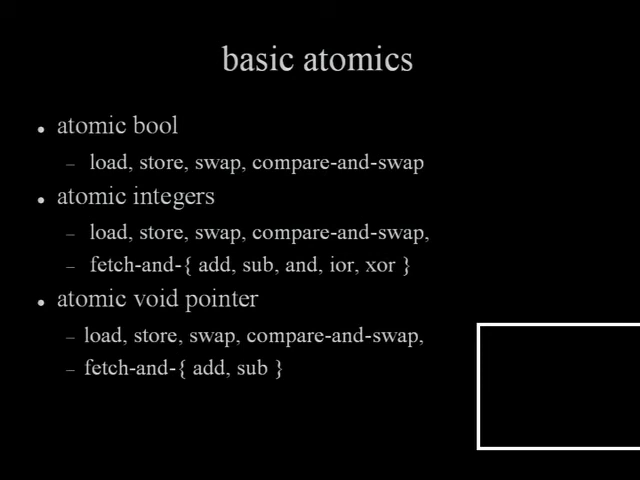 basic atomics
• atomic bool
– load, store, swap, compare-and-swap
• atomic integers
– load, store, swap, compare-and-swap,
– fetch-and-{ add, sub, and, ior, xor }
• atomic void pointer
– load, store, swap, compare-and-swap,
– fetch-and-{ add, sub }